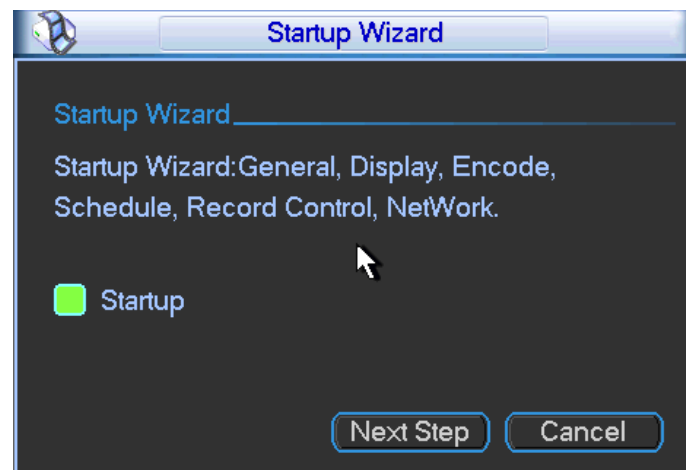 Startup Wizard
Startup Wizard
Startup Wizard:General, Display, Encode,
Schedule, Record Control, NetWork.
Startup
Next Step Cancel